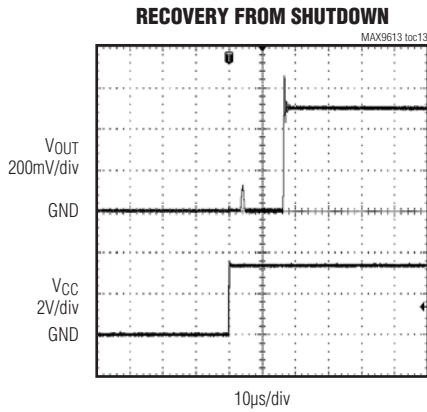 RECOVERY FROM SHUTDOWN
MAX9613 toc13
T
VOUT
200mV/div
GND
VCC
2V/div
GND
10µs/div